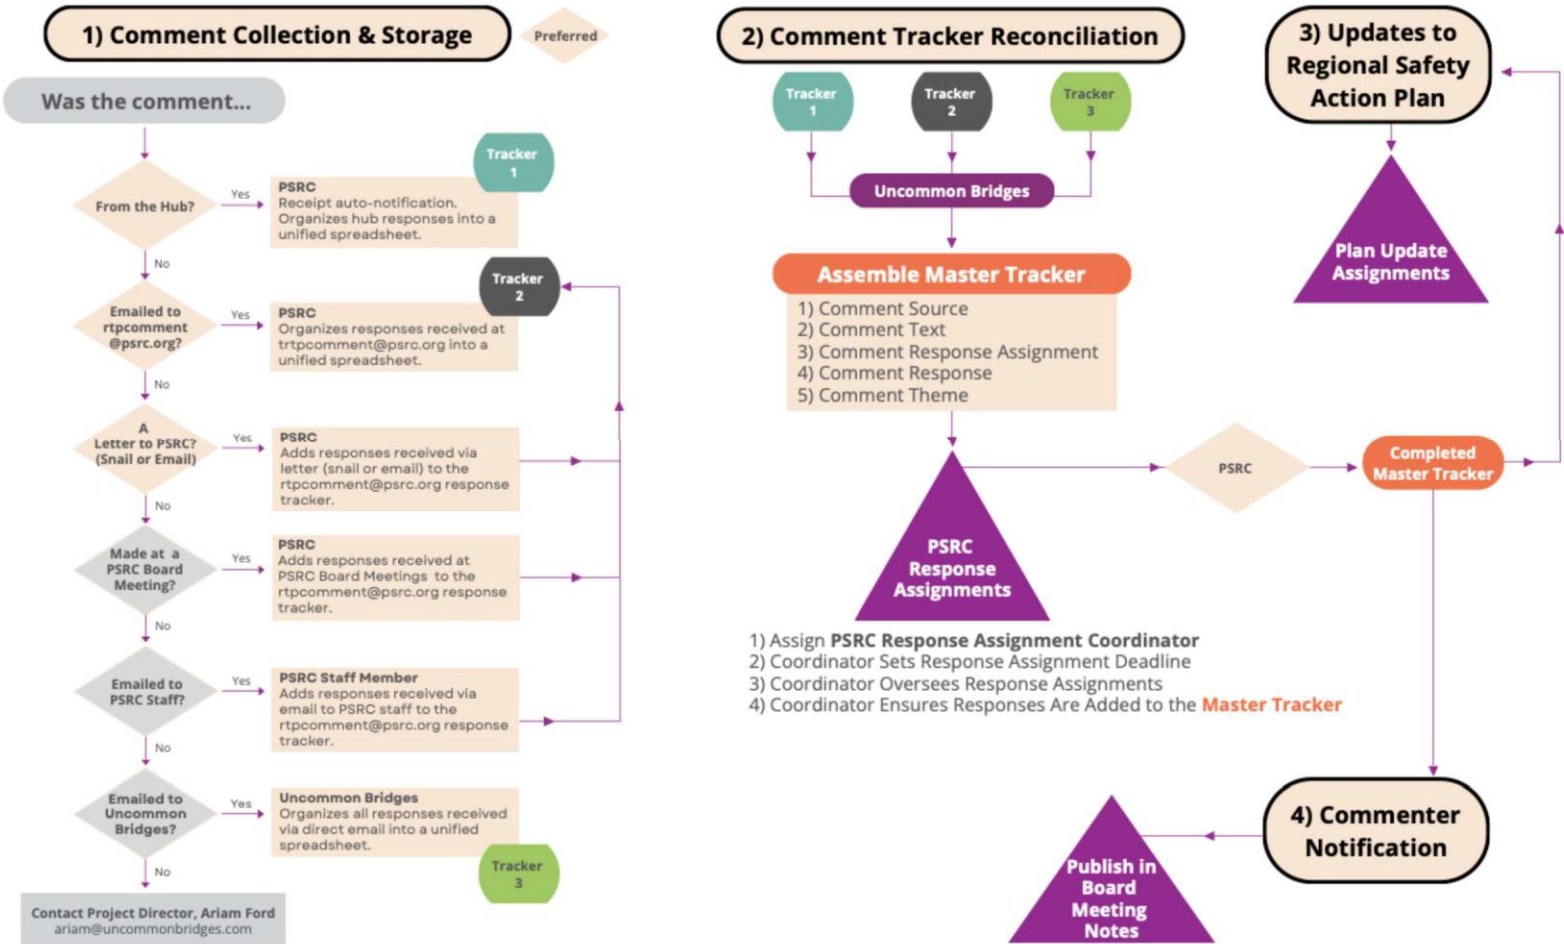 1) Comment Collection & Storage
Preferred
Was the comment...
From the Hub?
Yes
PSRC
Receipt auto-notification.
Organizes hub responses into a
unified spreadsheet.
Tracker
1
No
Emailed to
rtpcomment
@psrc.org?
Yes
PSRC
Organizes responses received at
trtpcomment@psrc.org into a
unified spreadsheet.
Tracker
2
No
A
Letter to PSRC?
(Snail or Email)
Yes
PSRC
Adds responses received via
letter (snail or email) to the
rtpcomment@psrc.org response
tracker.
No
Made at a
PSRC Board
Meeting?
Yes
PSRC
Adds responses received at
PSRC Board Meetings to the
rtpcomment@psrc.org response
tracker.
No
Emailed to
PSRC Staff?
Yes
PSRC Staff Member
Adds responses received via
email to PSRC staff to the
rtpcomment@psrc.org response
tracker.
No
Emailed to
Uncommon
Bridges?
Yes
Uncommon Bridges
Organizes all responses received
via direct email into a unified
spreadsheet.
Tracker
3
No
Contact Project Director, Ariam Ford
ariam@uncommonbridges.com
2) Comment Tracker Reconciliation
Tracker
1
Tracker
2
Tracker
3
Uncommon Bridges
Assemble Master Tracker
1) Comment Source
2) Comment Text
3) Comment Response Assignment
4) Comment Response
5) Comment Theme
PSRC
Response
Assignments
1) Assign PSRC Response Assignment Coordinator
2) Coordinator Sets Response Assignment Deadline
3) Coordinator Oversees Response Assignments
4) Coordinator Ensures Responses Are Added to the Master Tracker
PSRC
Completed
Master Tracker
3) Updates to
Regional Safety
Action Plan
Plan Update
Assignments
4) Commenter
Notification
Publish in
Board
Meeting
Notes